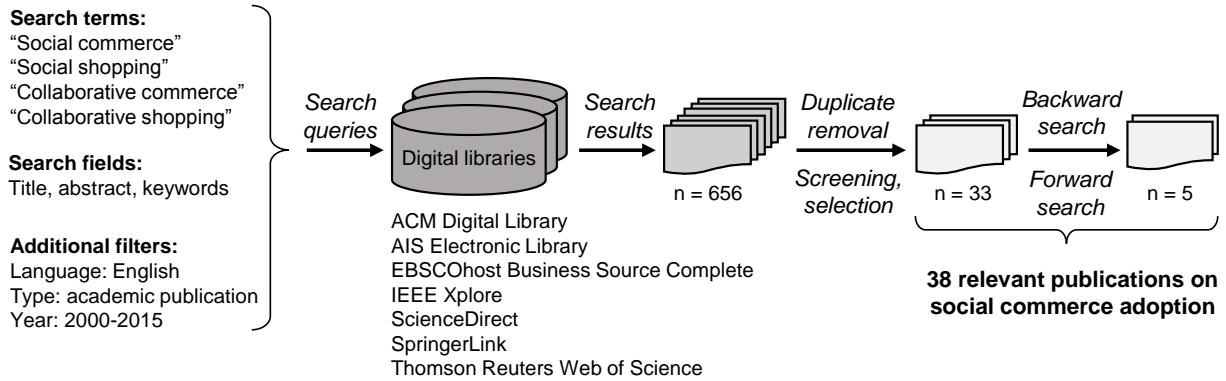 Search terms:
“Social commerce”
“Social shopping”
“Collaborative commerce”
“Collaborative shopping”
Search fields:
Title, abstract, keywords
Additional filters:
Language: English
Type: academic publication
Year: 2000-2015
Search
queries
Digital libraries
ACM Digital Library
AIS Electronic Library
EBSCOhost Business Source Complete
IEEE Xplore
ScienceDirect
SpringerLink
Thomson Reuters Web of Science
Search
results
n = 656
Duplicate
removal
Screening,
selection
n = 33
Backward
search
Forward
search
n = 5
38 relevant publications on
social commerce adoption